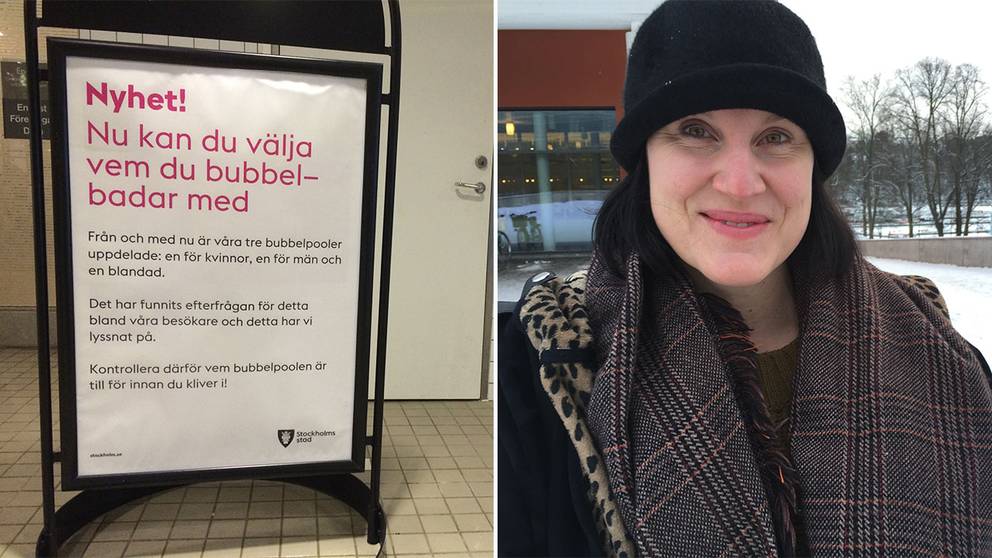 Nyhet!
Nu kan du välja
vem du bubbel–
badar med
Från och med nu är våra tre bubbelpooler
uppdelade: en för kvinnor, en för män och
en blandad.
Det har funnits efterfrågan för detta
bland våra besökare och detta har vi
lyssnat på.
Kontrollera därför vem bubbelpoolen är
till för innan du kliver i!
Stockholms
stad
stockholm.se